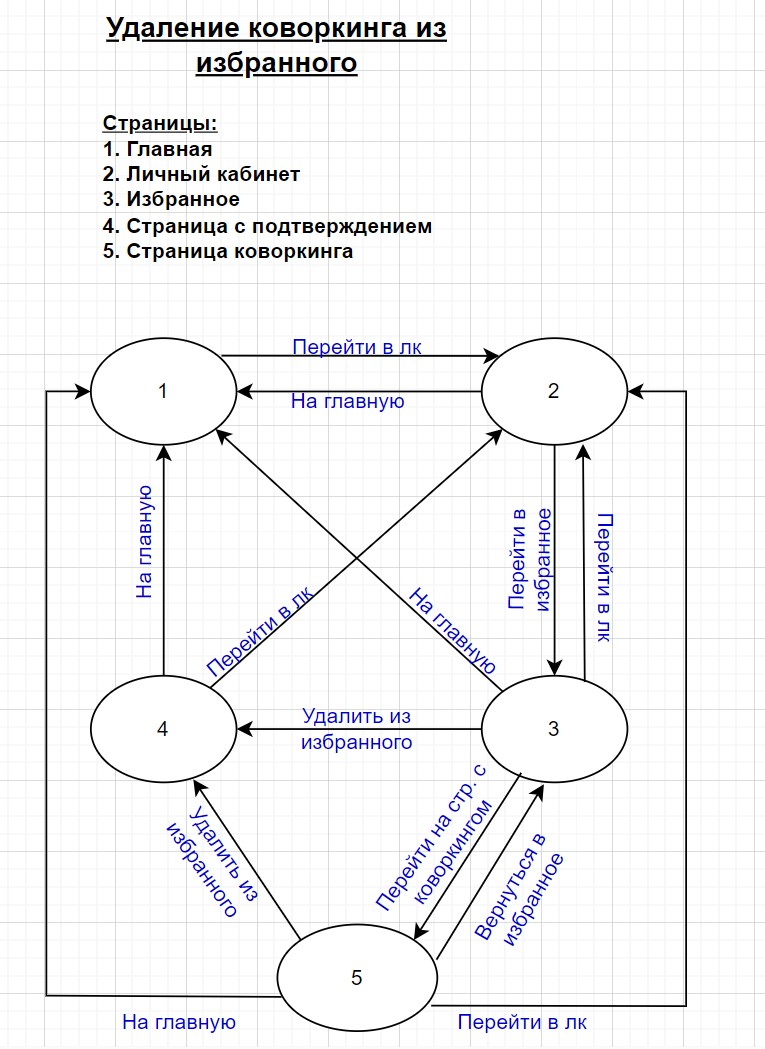 Удаление коворкинга из
избранного
Страницы:
1. Главная
2. Личный кабинет
3. Избранное
4. Страница с подтверждением
5. Страница коворкинга
Перейти в лк
1
2
На главную
На главную
Перейти в лк
На главную
Перейти в
избранное
Перейти в лк
4
Удалить из
избранного
3
Удалить из
избранного
Перейти на стр. с
коворкингом
Вернуться в
избранное
5
На главную
Перейти в лк